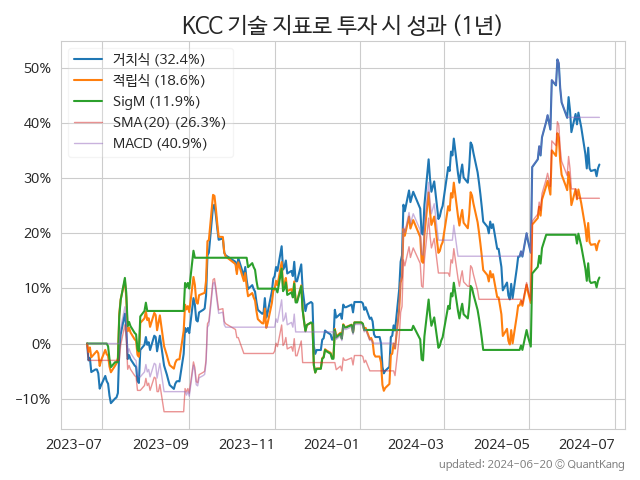 KCC 기술 지표로 투자 시 성과 (1년)
거치식 (32.4%)
적립식 (18.6%)
SigM (11.9%)
SMA(20) (26.3%)
MACD (40.9%)
50%
40%
30%
20%
10%
0%
−10%
2023-07
2023-09
2023-11
2024-01
2024-03
2024-05
2024-07
updated: 2024-06-20 © QuantKang